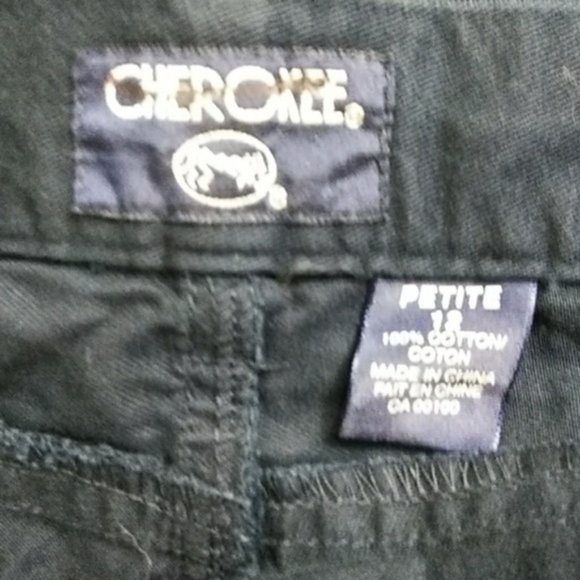 CHEROKEE®
PETITE
12
100% COTTON/
COTON
MADE IN CHINA
FAIT EN CHINE
CA 00100